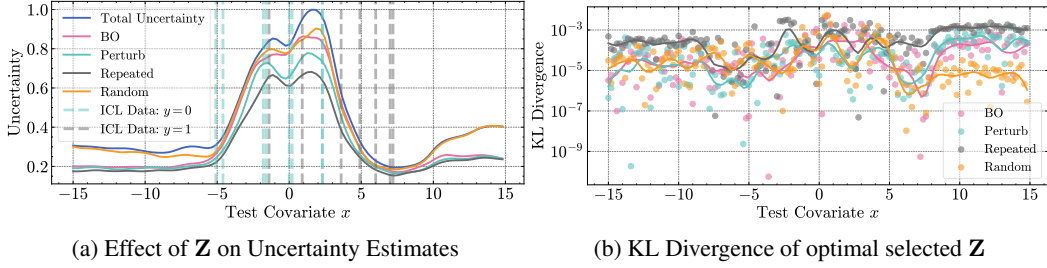 Uncertainty
1.0
0.8
0.6
0.4
0.2
Total Uncertainty
BO
Perturb
Repeated
Random
ICL Data: y = 0
ICL Data: y = 1
−15
−10
−5
0
5
10
15
Test Covariate x
(a) Effect of Z on Uncertainty Estimates
KL Divergence
10⁻³
10⁻⁵
10⁻⁷
10⁻⁹
BO
Perturb
Repeated
Random
−15
−10
−5
0
5
10
15
Test Covariate x
(b) KL Divergence of optimal selected Z